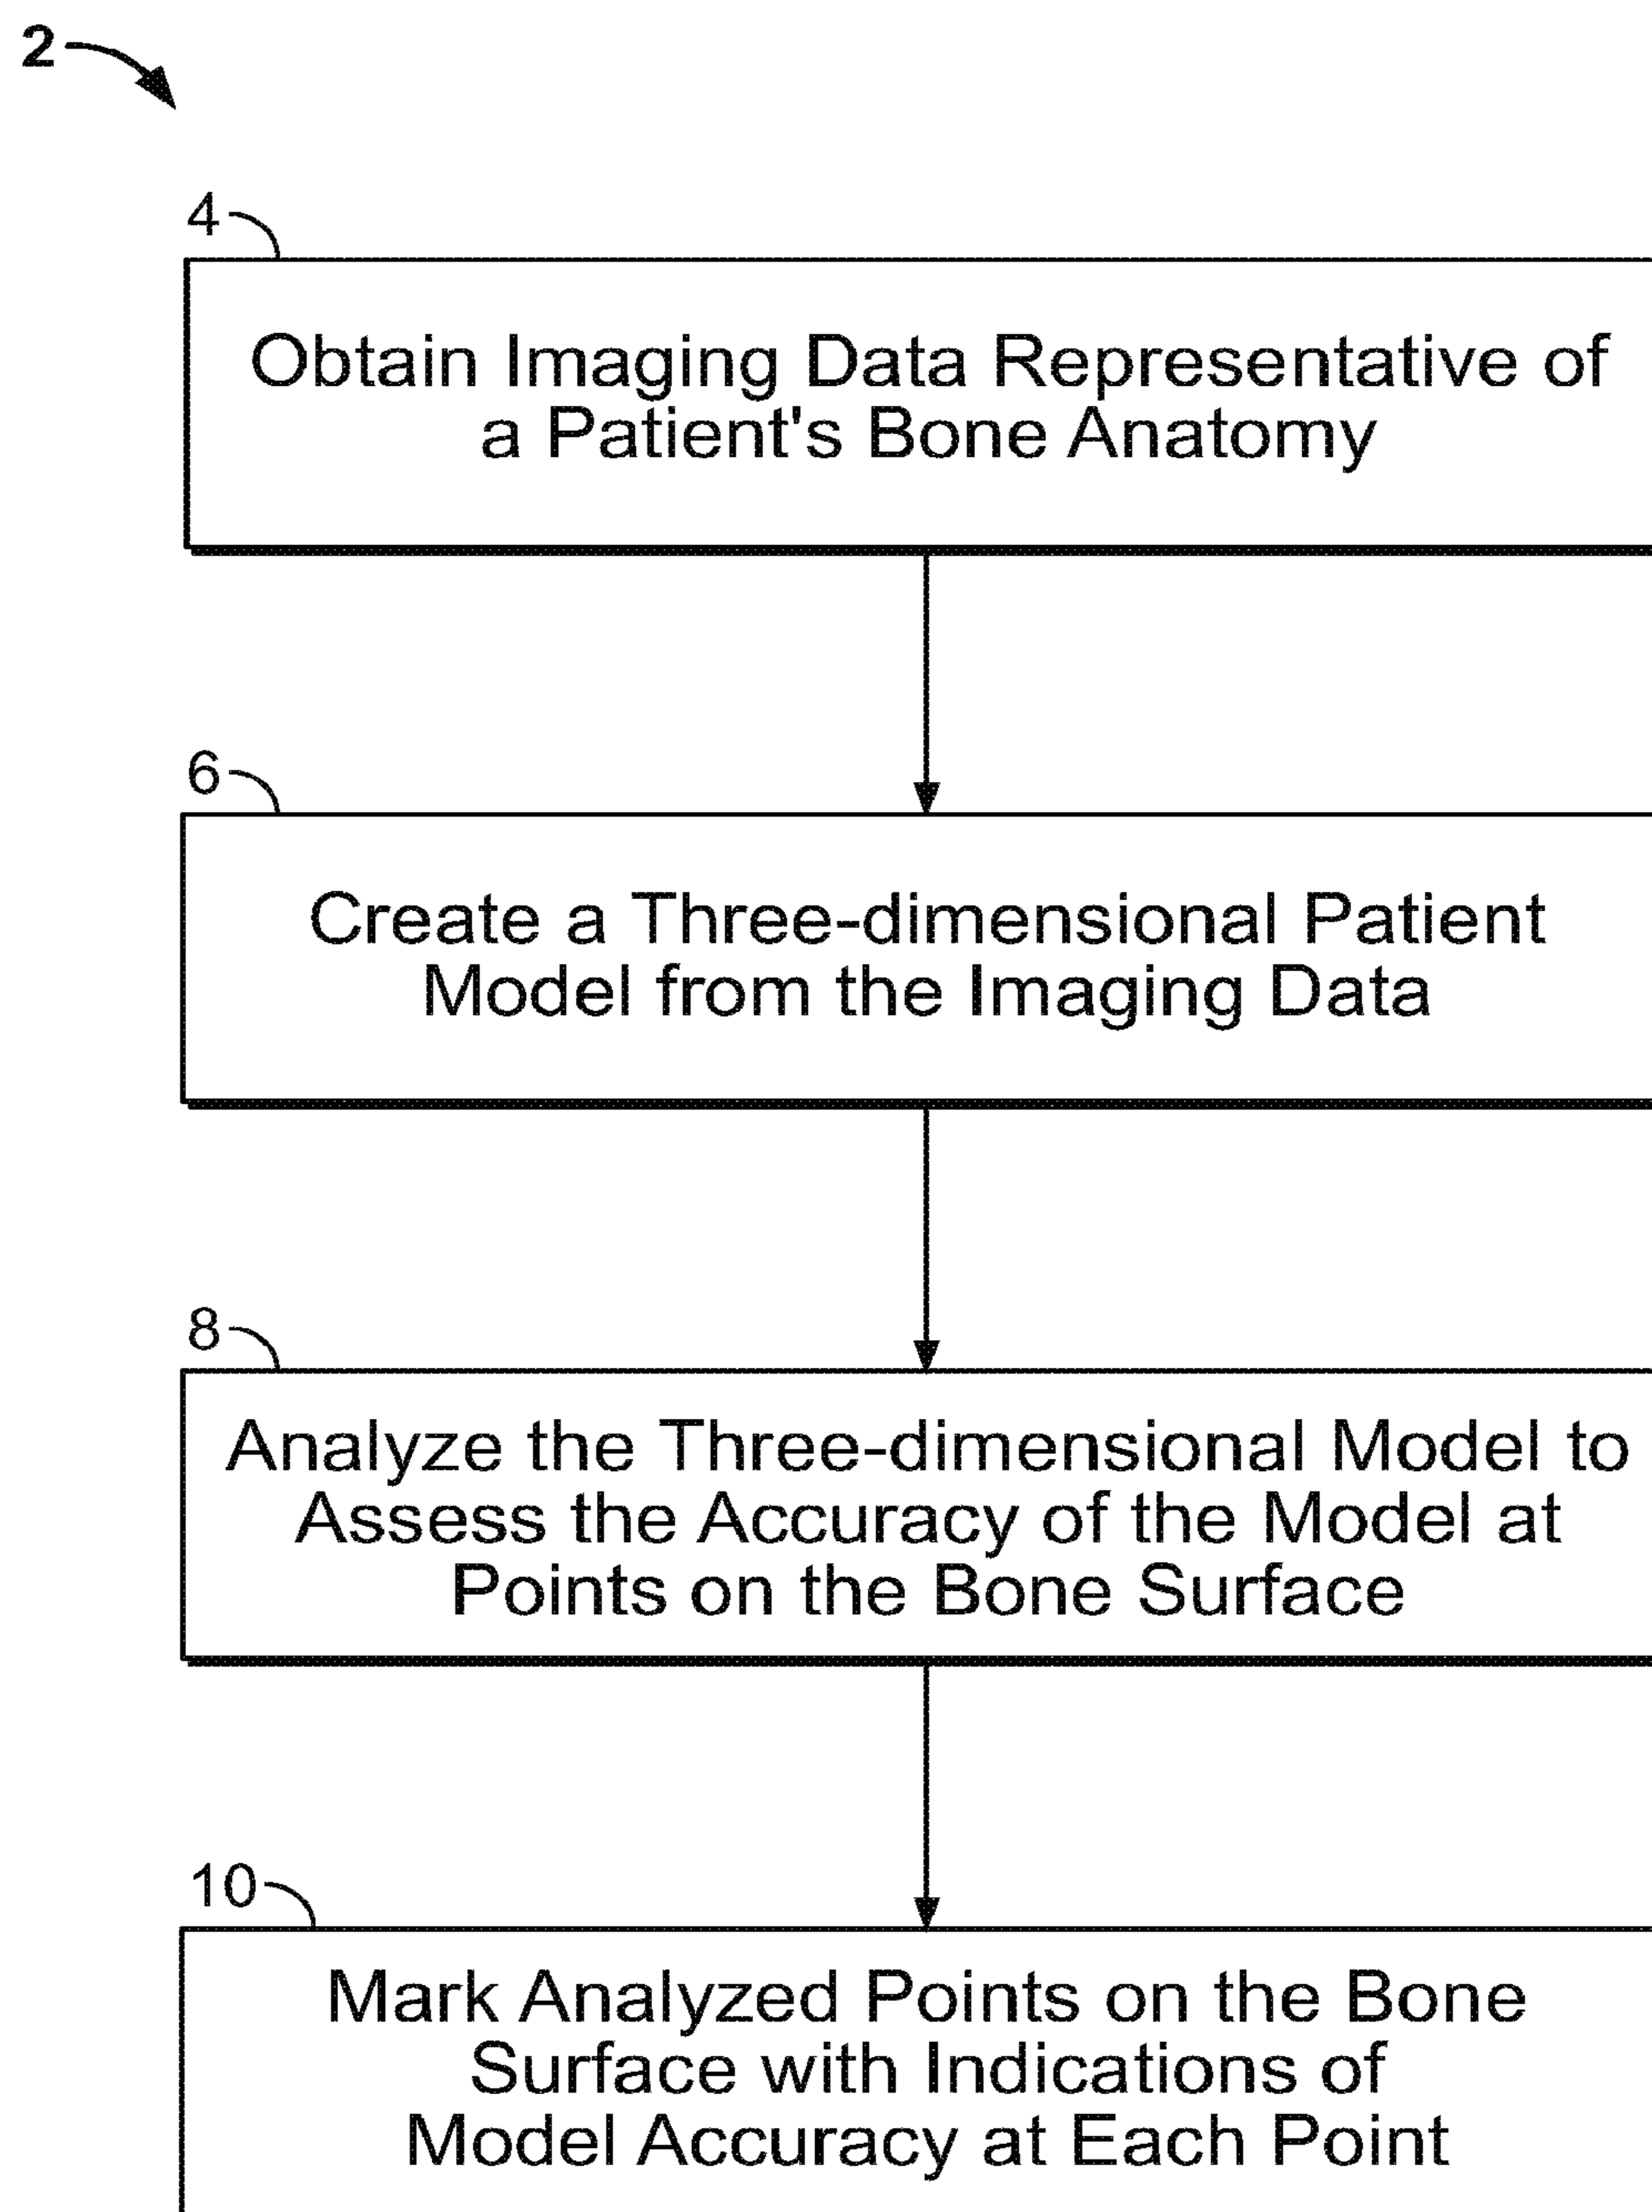 2
4
Obtain Imaging Data Representative of
a Patient's Bone Anatomy
6
Create a Three-dimensional Patient
Model from the Imaging Data
8
Analyze the Three-dimensional Model to
Assess the Accuracy of the Model at
Points on the Bone Surface
10
Mark Analyzed Points on the Bone
Surface with Indications of
Model Accuracy at Each Point